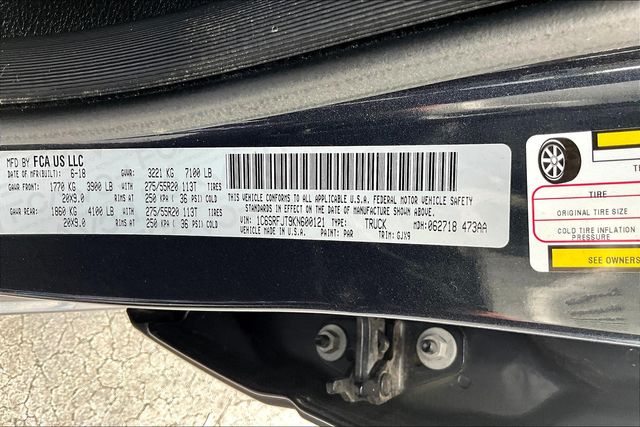 MFD BY FCA US LLC
DATE OF MFR(BUILT): 6-18 GVWR: 3221 KG 7100 LB
GAWR FRONT: 1770 KG 3900 LB WITH 275/55R20 113T TIRES
20X9.0 RIMS AT 250 KPA ( 36 PSI) COLD
GAWR REAR: 1860 KG 4100 LB WITH 275/55R20 113T TIRES
20X9.0 RIMS AT 250 KPA ( 36 PSI) COLD
THIS VEHICLE CONFORMS TO ALL APPLICABLE U.S.A. FEDERAL MOTOR VEHICLE SAFETY
STANDARDS IN EFFECT ON THE DATE OF MANUFACTURE SHOWN ABOVE.
VIN: 1C6SRFJT9KN600121 TYPE: TRUCK MDH:062718 473AA
VEHICLE MADE IN U.S.A. PAINT: PAR TRIM: GJX9
TIRE
ORIGINAL TIRE SIZE
COLD TIRE INFLATION
PRESSURE
SEE OWNERS